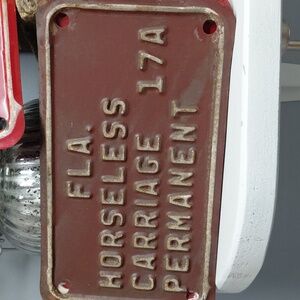 FLA.
HORSELESS
CARRIAGE 17A
PERMANENT